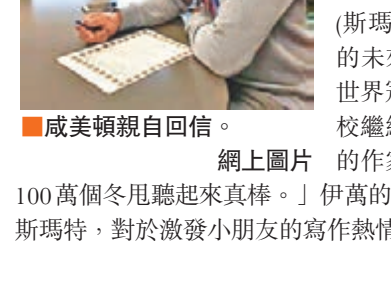 ■咸美頓親自回信。
網上圖片
(斯瑪
的未來
世界
校繼
的作家
100萬個冬甩聽起來真棒。」伊萬的
斯瑪特,對於激發小朋友的寫作熱情